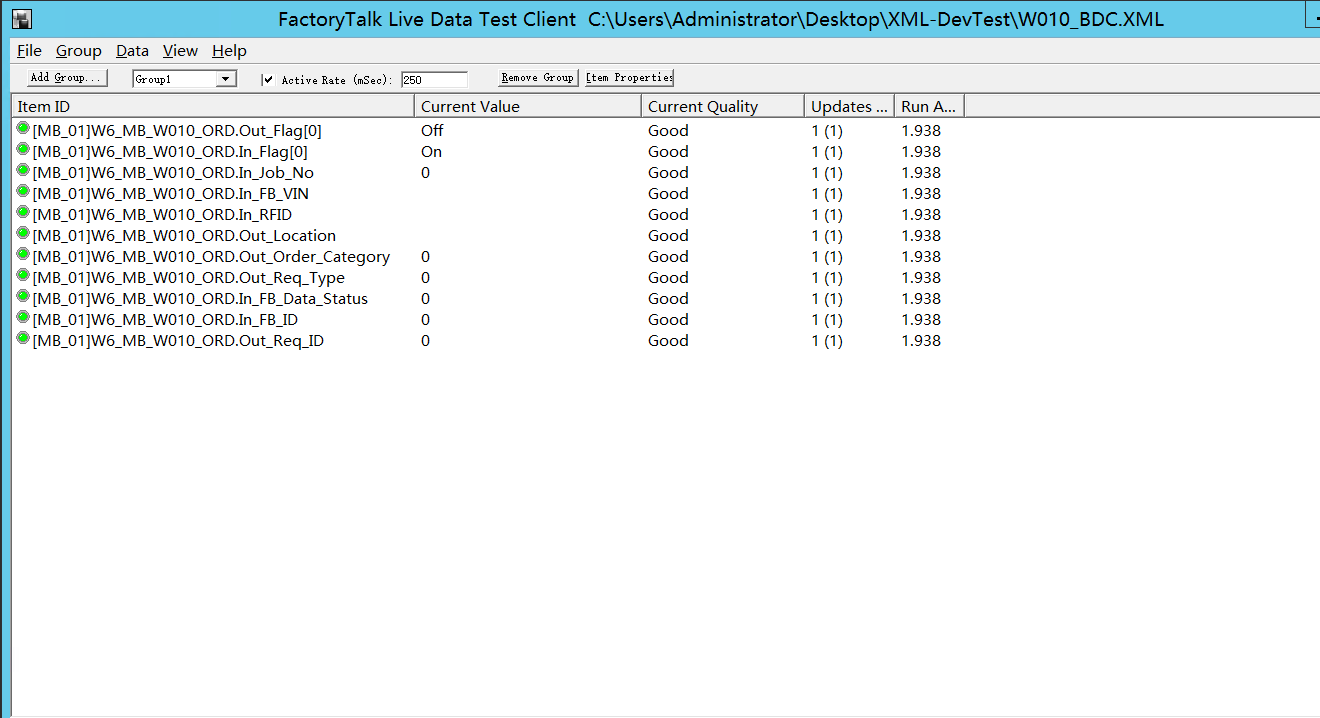 FactoryTalk Live Data Test Client C:\Users\Administrator\Desktop\XML-DevTest\W010_BDC.XML
File Group Data View Help
Add Group... Group1 Active Rate (mSec): 250 Remove Group Item Properties
Item ID Current Value Current Quality Updates ... Run A...
[MB_01]W6_MB_W010_ORD.Out_Flag[0] Off Good 1 (1) 1.938
[MB_01]W6_MB_W010_ORD.In_Flag[0] On Good 1 (1) 1.938
[MB_01]W6_MB_W010_ORD.In_Job_No 0 Good 1 (1) 1.938
[MB_01]W6_MB_W010_ORD.In_FB_VIN Good 1 (1) 1.938
[MB_01]W6_MB_W010_ORD.In_RFID Good 1 (1) 1.938
[MB_01]W6_MB_W010_ORD.Out_Location Good 1 (1) 1.938
[MB_01]W6_MB_W010_ORD.Out_Order_Category 0 Good 1 (1) 1.938
[MB_01]W6_MB_W010_ORD.Out_Req_Type 0 Good 1 (1) 1.938
[MB_01]W6_MB_W010_ORD.In_FB_Data_Status 0 Good 1 (1) 1.938
[MB_01]W6_MB_W010_ORD.In_FB_ID 0 Good 1 (1) 1.938
[MB_01]W6_MB_W010_ORD.Out_Req_ID 0 Good 1 (1) 1.938